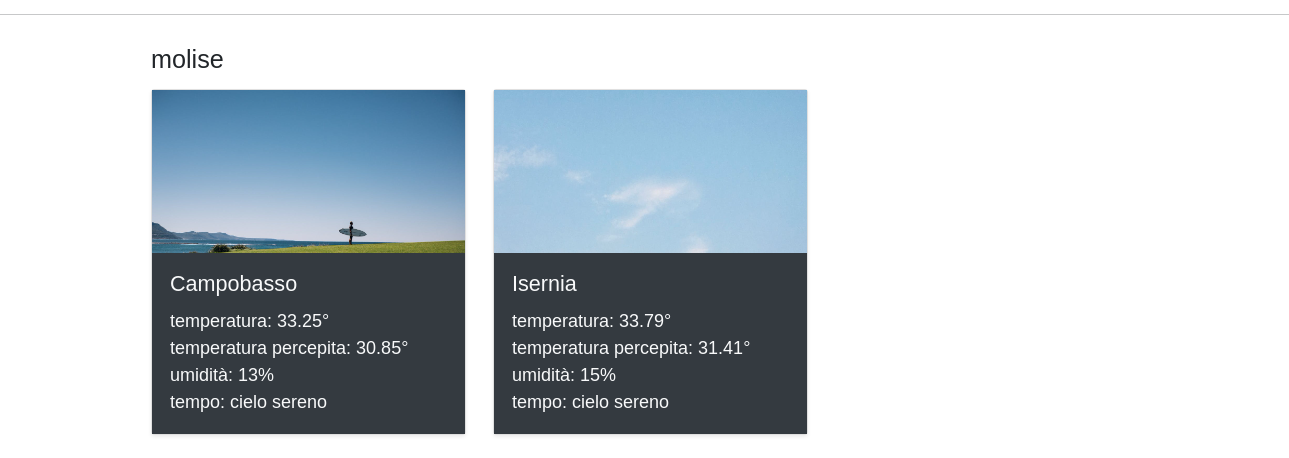 molise
Campobasso
temperatura: 33.25°
temperatura percepita: 30.85°
umidità: 13%
tempo: cielo sereno
Isernia
temperatura: 33.79°
temperatura percepita: 31.41°
umidità: 15%
tempo: cielo sereno